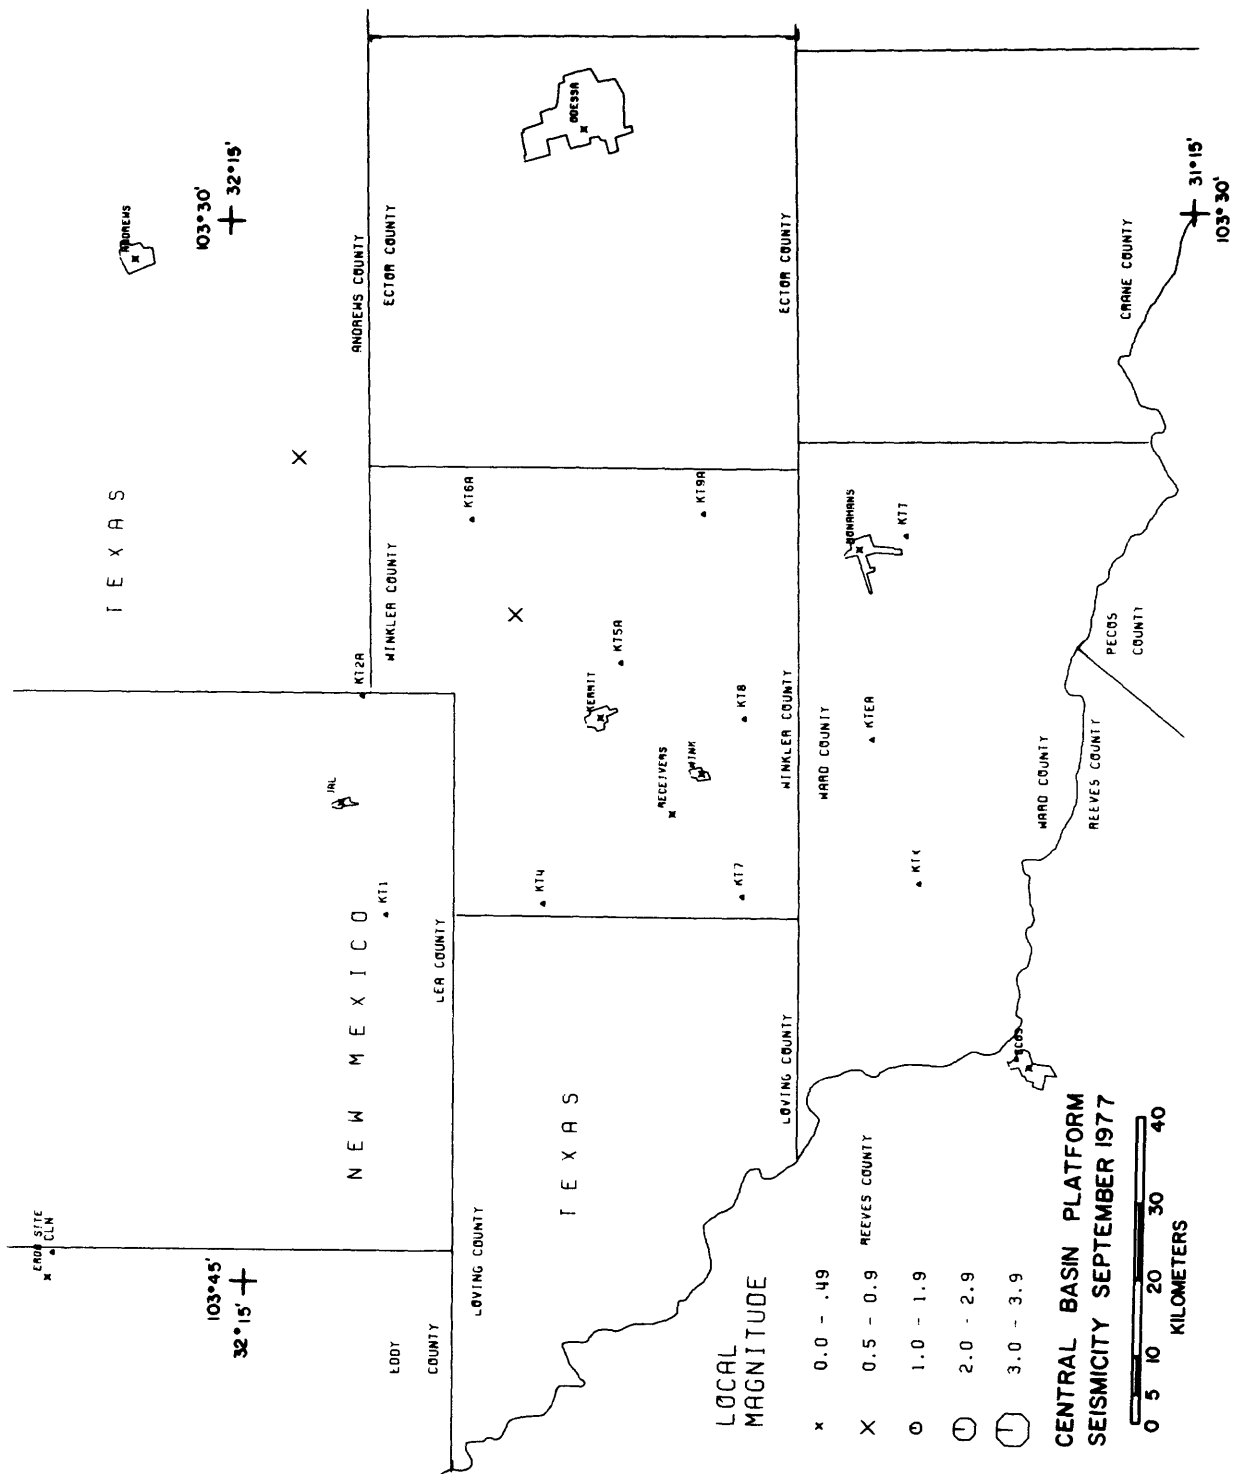 ERDA SITE
CLN
103°45'
32°15'
NEW MEXICO
TEXAS
ANDREWS
103°30'
32°15'
JAL
KT1
KT2A
EDDY
COUNTY
LEA COUNTY
LOVING COUNTY
WINKLER COUNTY
ANDREWS COUNTY
ECTOR COUNTY
TEXAS
KT4
KT6A
KERMIT
KT5A
ODESSA
RECEIVERS
WINK
KT7
KT8
KT9A
LOVING COUNTY
WINKLER COUNTY
ECTOR COUNTY
REEVES COUNTY
WARD COUNTY
KTEA
MONAHANS
WARD COUNTY
REEVES COUNTY
PECOS
COUNTY
CRANE COUNTY
31°15'
103°30'
LOCAL
MAGNITUDE
0.0 - .49
0.5 - 0.9
1.0 - 1.9
2.0 - 2.9
3.0 - 3.9
CENTRAL BASIN PLATFORM
SEISMICITY SEPTEMBER 1977
0 5 10 20 30 40
KILOMETERS